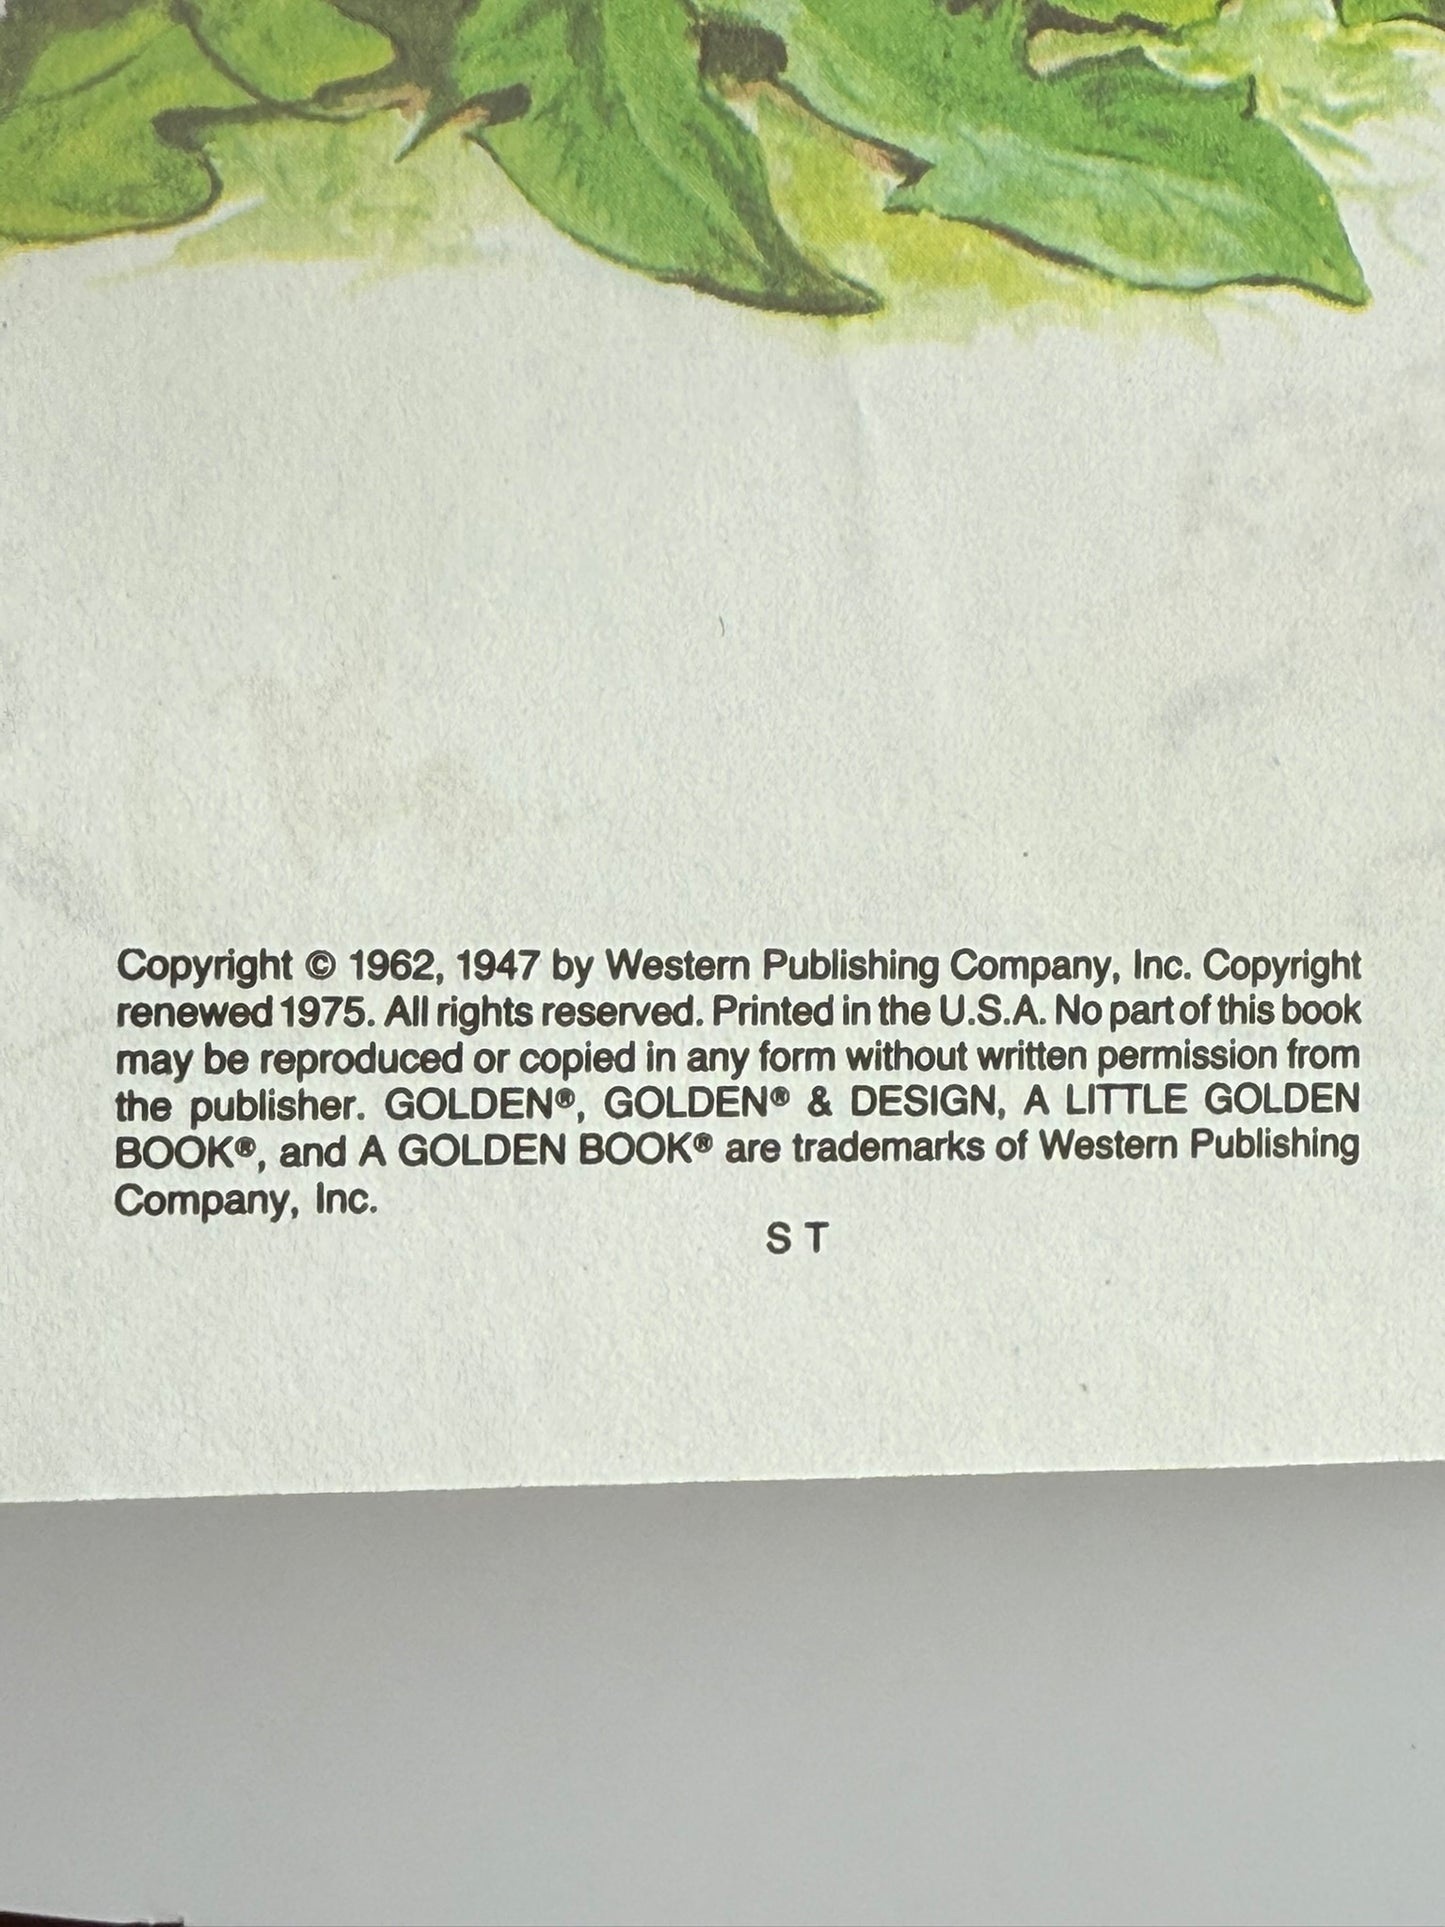 Copyright © 1962, 1947 by Western Publishing Company, Inc. Copyright
renewed 1975. All rights reserved. Printed in the U.S.A. No part of this book
may be reproduced or copied in any form without written permission from
the publisher. GOLDEN®, GOLDEN® & DESIGN, A LITTLE GOLDEN
BOOK®, and A GOLDEN BOOK® are trademarks of Western Publishing
Company, Inc.
S T